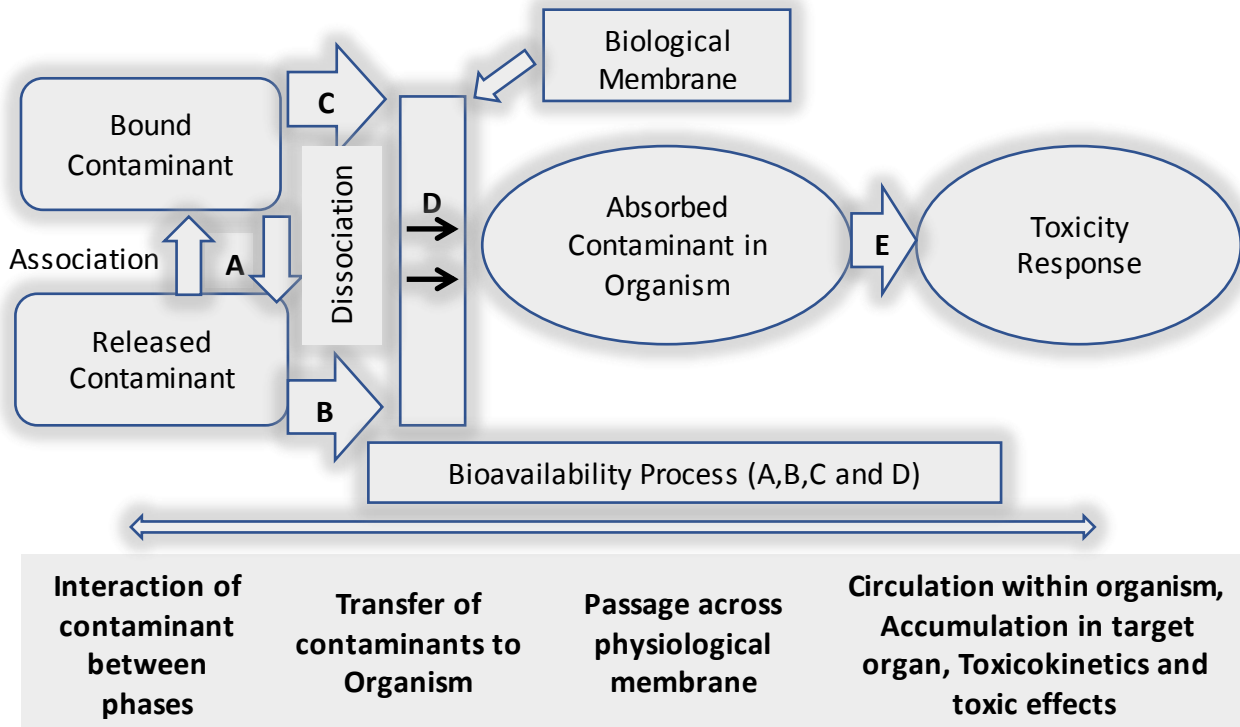 Biological
Membrane
C
Bound
Contaminant
Dissociation
D
Absorbed
Contaminant in
Organism
E
Toxicity
Response
Association
A
Released
Contaminant
B
Bioavailability Process (A,B,C and D)
Interaction of
contaminant
between
phases
Transfer of
contaminants to
Organism
Passage across
physiological
membrane
Circulation within organism,
Accumulation in target
organ, Toxicokinetics and
toxic effects